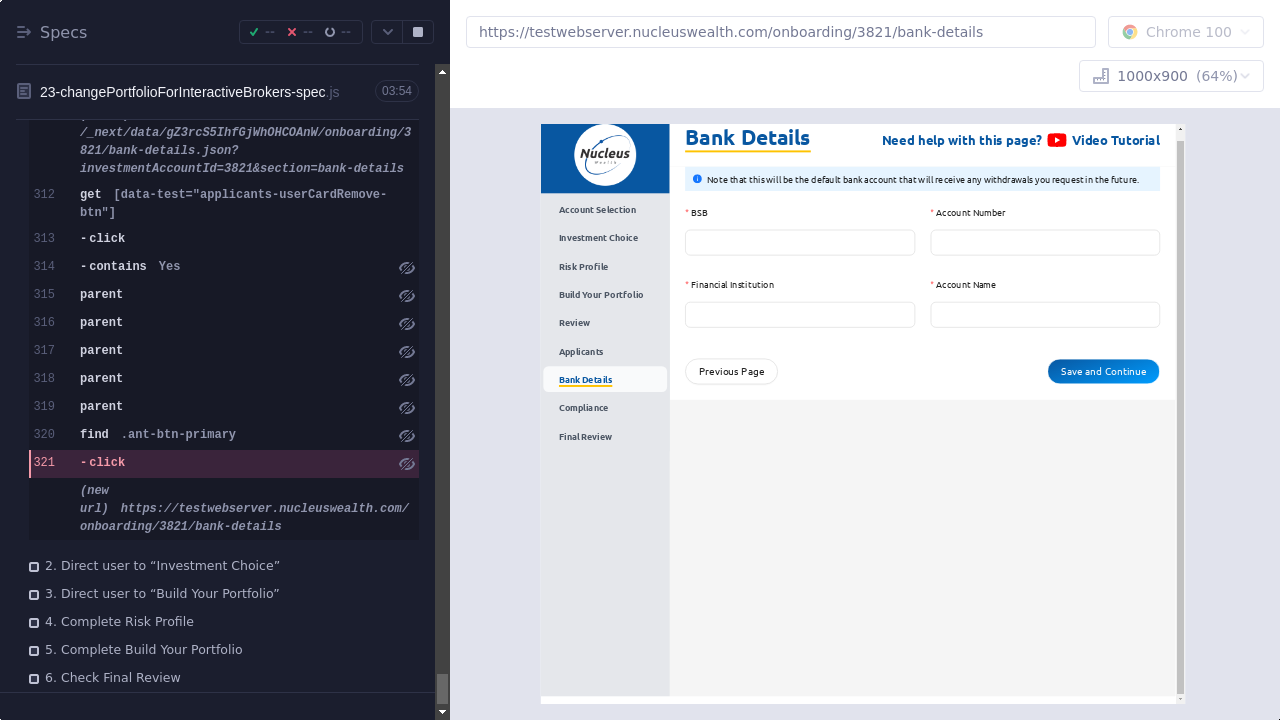 Specs
--
--
--
https://testwebserver.nucleuswealth.com/onboarding/3821/bank-details
Chrome 100
1000x900 (64%)
23-changePortfolioForInteractiveBrokers-spec.js
03:54
/_next/data/gZ3rcS5IhfGjWhOHCOAnW/onboarding/3
821/bank-details.json?
investmentAccountId=3821&section=bank-details
312 get [data-test="applicants-userCardRemove-
btn"]
313 -click
314 -contains Yes
315 parent
316 parent
317 parent
318 parent
319 parent
320 find .ant-btn-primary
321 -click
(new
url) https://testwebserver.nucleuswealth.com/
onboarding/3821/bank-details
2. Direct user to “Investment Choice”
3. Direct user to “Build Your Portfolio”
4. Complete Risk Profile
5. Complete Build Your Portfolio
6. Check Final Review
Nucleus
Wealth
Account Selection
Investment Choice
Risk Profile
Build Your Portfolio
Review
Applicants
Bank Details
Compliance
Final Review
Bank Details
Need help with this page? Video Tutorial
Note that this will be the default bank account that will receive any withdrawals you request in the future.
* BSB
* Account Number
* Financial Institution
* Account Name
Previous Page
Save and Continue